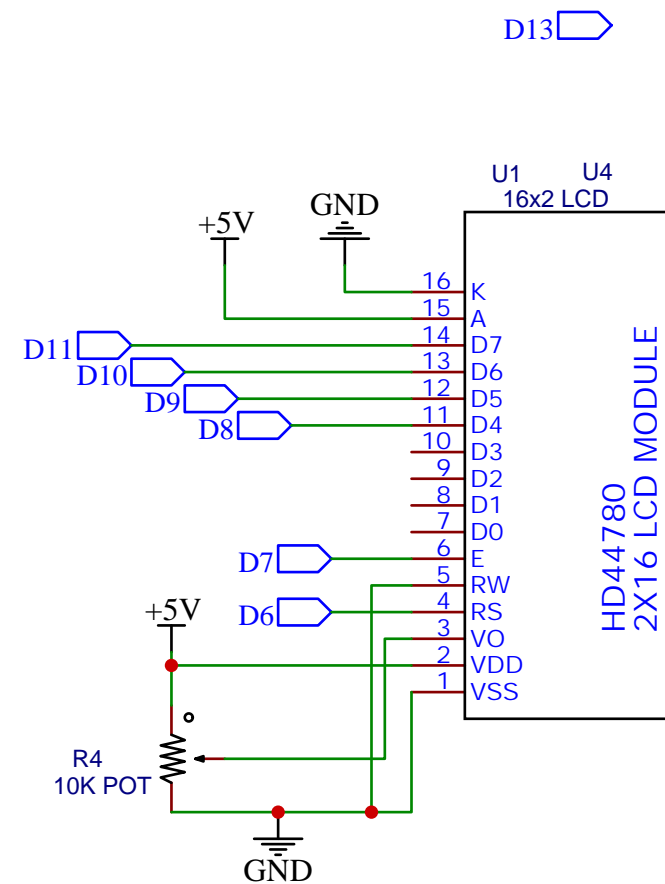 D13
U1 U4
16x2 LCD
GND
+5V
16 K
15 A
D11 14 D7
D10 13 D6
D9 12 D5
D8 11 D4
10 D3
9 D2
8 D1
7 D0
D7 6 E
5 RW
+5V
D6 4 RS
3 VO
2 VDD
1 VSS
HD44780
2X16 LCD MODULE
R4
10K POT
GND